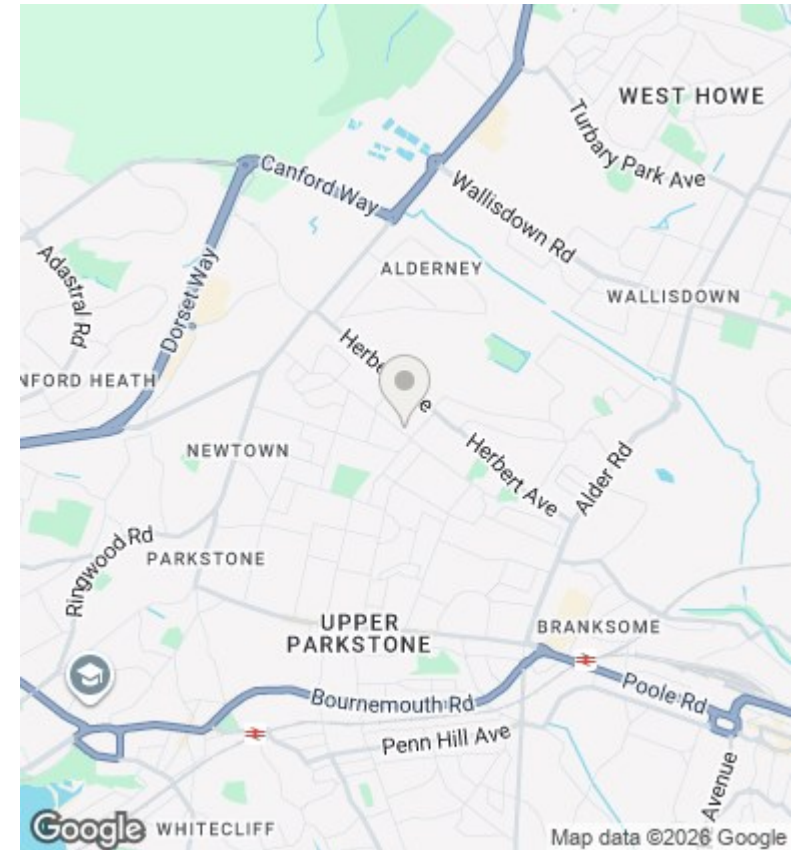 WEST HOWE
Turbary Park Ave
Canford Way
Wallisdown Rd
Dorset Way
ALDERNEY
Adastral Rd
WALLISDOWN
Herbe
e
NFORD HEATH
NEWTOWN
Herbert Ave
Alder Rd
Ringwood Rd
PARKSTONE
UPPER
PARKSTONE
BRANKSOME
Bournemouth Rd
Poole Rd
Penn Hill Ave
Avenue
Google
WHITECLIFF
Map data ©2026 Google